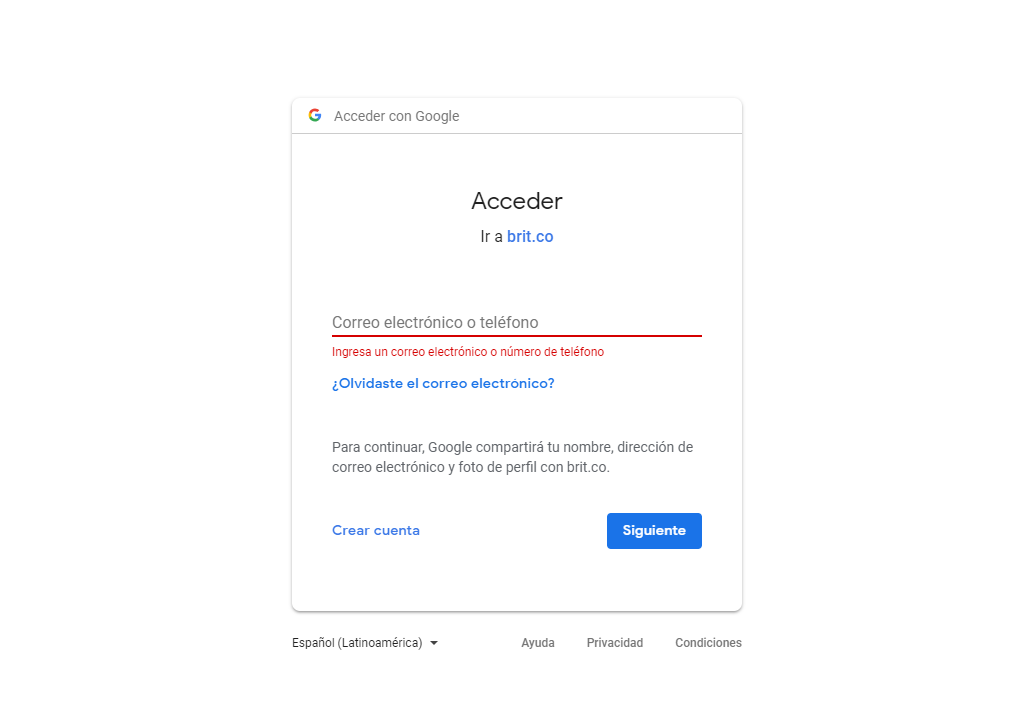 Acceder con Google
Acceder
Ir a brit.co
Correo electrónico o teléfono
Ingresa un correo electrónico o número de teléfono
¿Olvidaste el correo electrónico?
Para continuar, Google compartirá tu nombre, dirección de
correo electrónico y foto de perfil con brit.co.
Crear cuenta
Siguiente
Español (Latinoamérica)
Ayuda
Privacidad
Condiciones